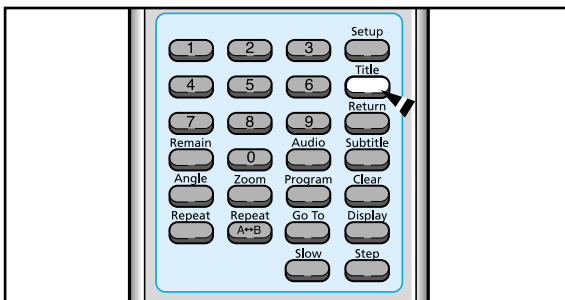 Setup
1 2 3
Title
4 5 6
Return
7 8 9
Remain Audio Subtitle
0
Angle Zoom Program Clear
Repeat Repeat Go To Display
A↔B
Slow Step